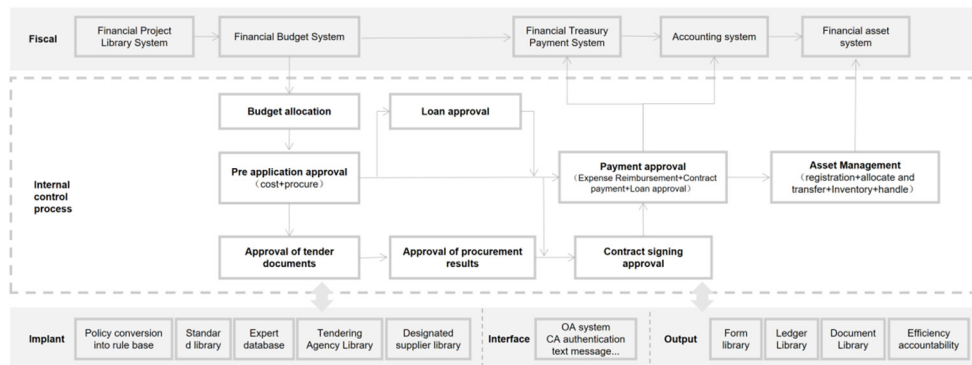 Fiscal
Financial Project
Library System
Financial Budget System
Financial Treasury
Payment System
Accounting system
Financial asset
system
Internal
control
process
Budget allocation
Loan approval
Pre application approval
（cost+procure）
Payment approval
（Expense Reimbursement+Contract
payment+Loan approval）
Asset Management
（registration+allocate and
transfer+Inventory+handle）
Approval of tender
documents
Approval of procurement
results
Contract signing
approval
Implant
Policy conversion
into rule base
Standar
d library
Expert
database
Tendering
Agency Library
Designated
supplier library
Interface
OA system
CA authentication
text message...
Output
Form
library
Ledger
Library
Document
Library
Efficiency
accountability